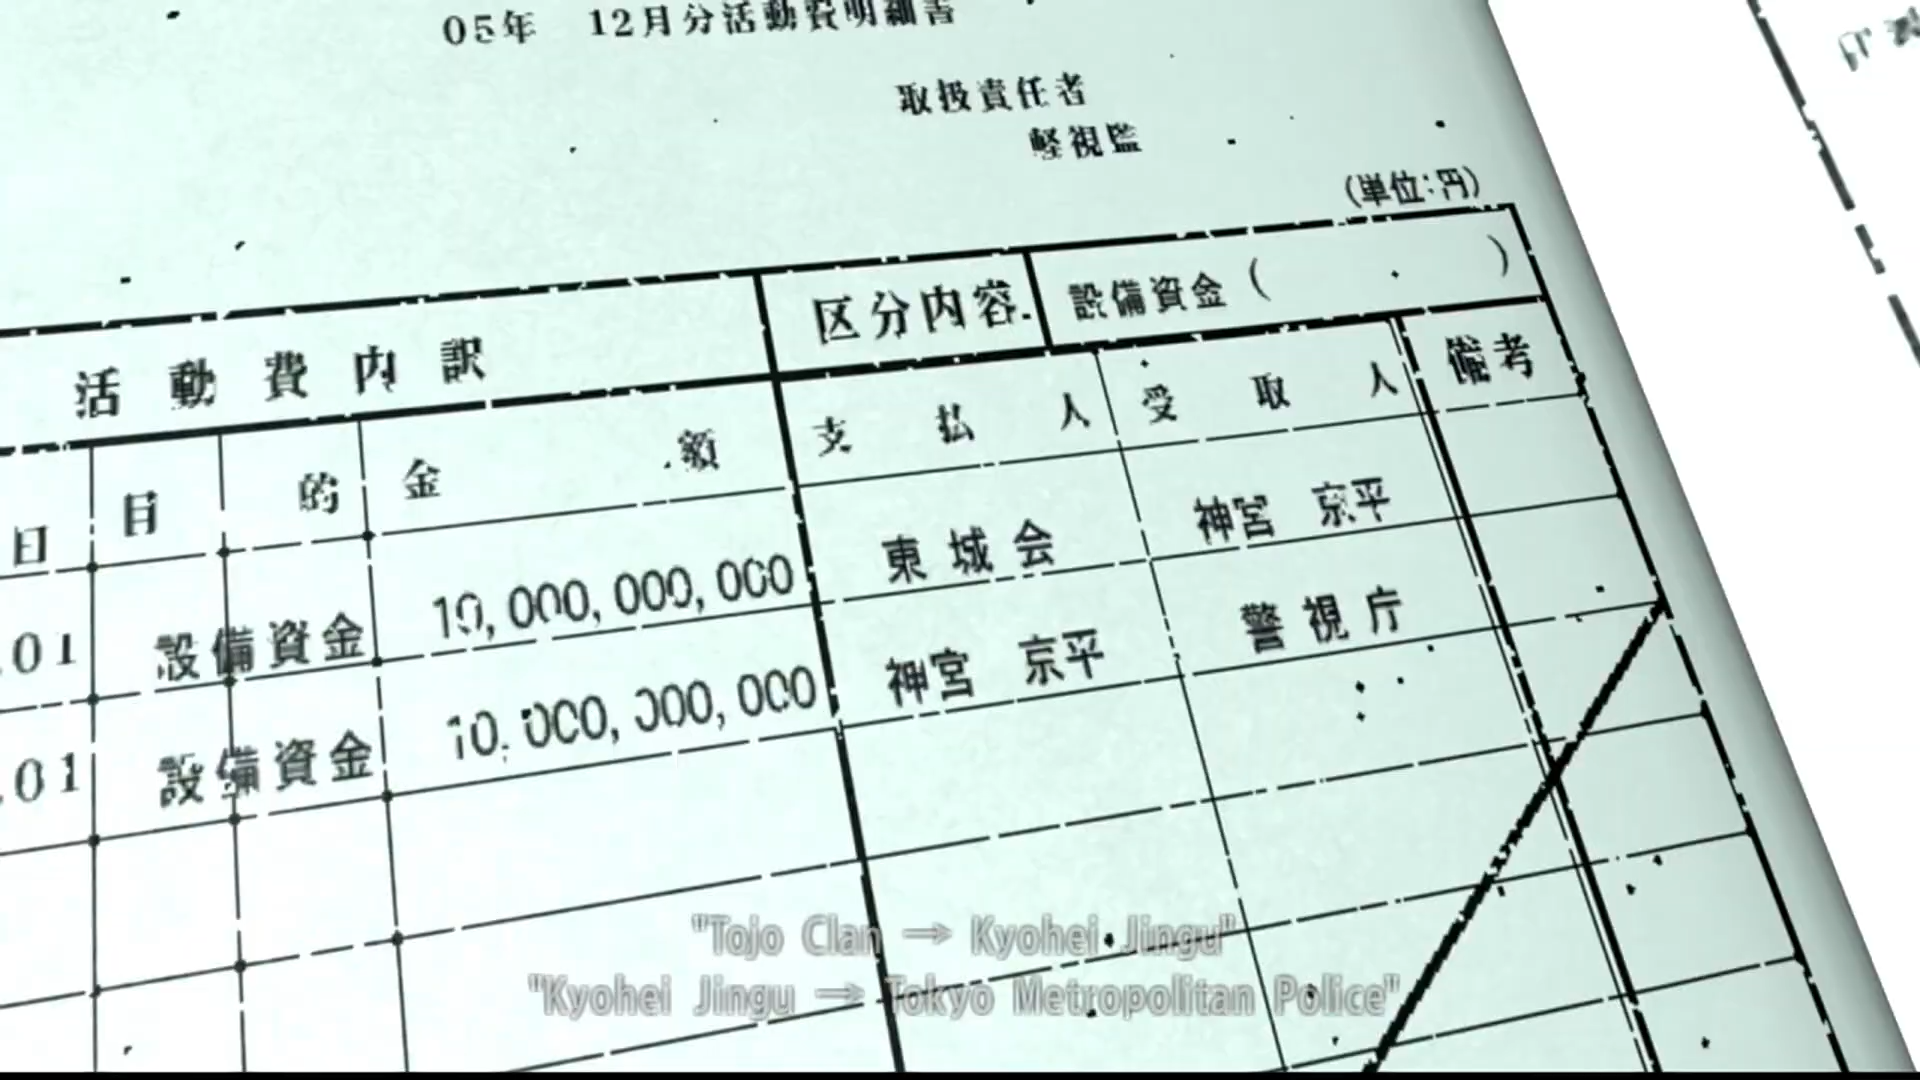 05年 12月分活動費明細書
取扱責任者
軽視監
(単位:円)
活動費内訳 区分内容 設備資金( )
日 目的 金額 支払人 受取人 備考
.01 設備資金 10,000,000,000 東城会 神宮 京平
.01 設備資金 10,000,000,000 神宮 京平 警視庁
"Tojo Clan → Kyohei Jingu"
"Kyohei Jingu → Tokyo Metropolitan Police"